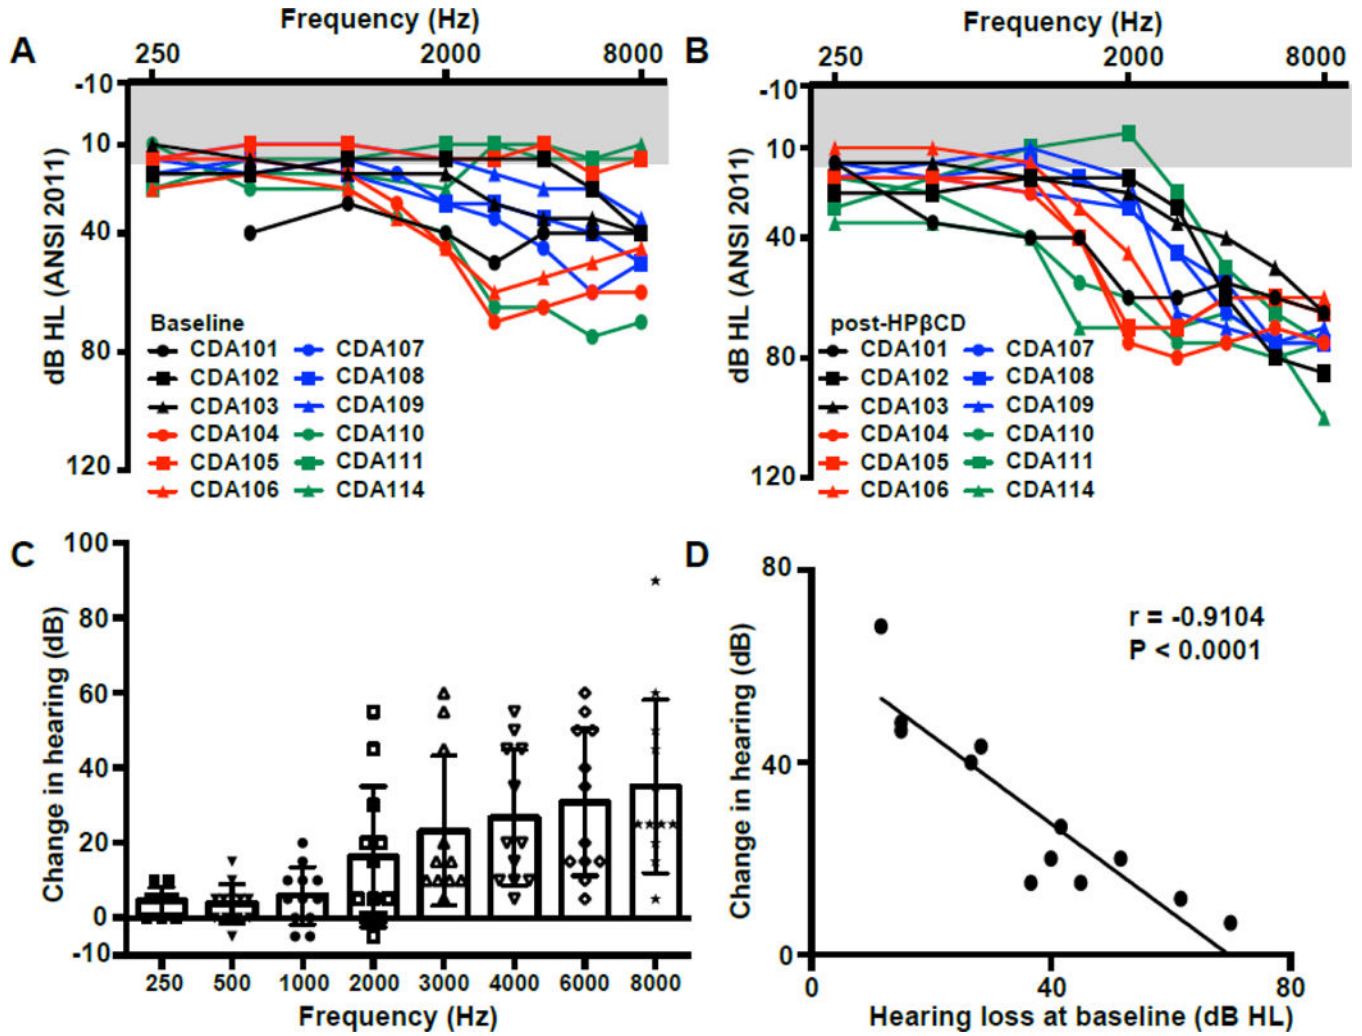 A
Frequency (Hz)
250 2000 8000
-10
10
40
80
120
dB HL (ANSI 2011)
Baseline
CDA101 CDA107
CDA102 CDA108
CDA103 CDA109
CDA104 CDA110
CDA105 CDA111
CDA106 CDA114
B
Frequency (Hz)
250 2000 8000
-10
10
40
80
120
dB HL (ANSI 2011)
post-HPβCD
CDA101 CDA107
CDA102 CDA108
CDA103 CDA109
CDA104 CDA110
CDA105 CDA111
CDA106 CDA114
C
100
80
60
40
20
0
-10
Change in hearing (dB)
250 500 1000 2000 3000 4000 6000 8000
Frequency (Hz)
D
80
40
0
Change in hearing (dB)
r = -0.9104
P < 0.0001
0 40 80
Hearing loss at baseline (dB HL)